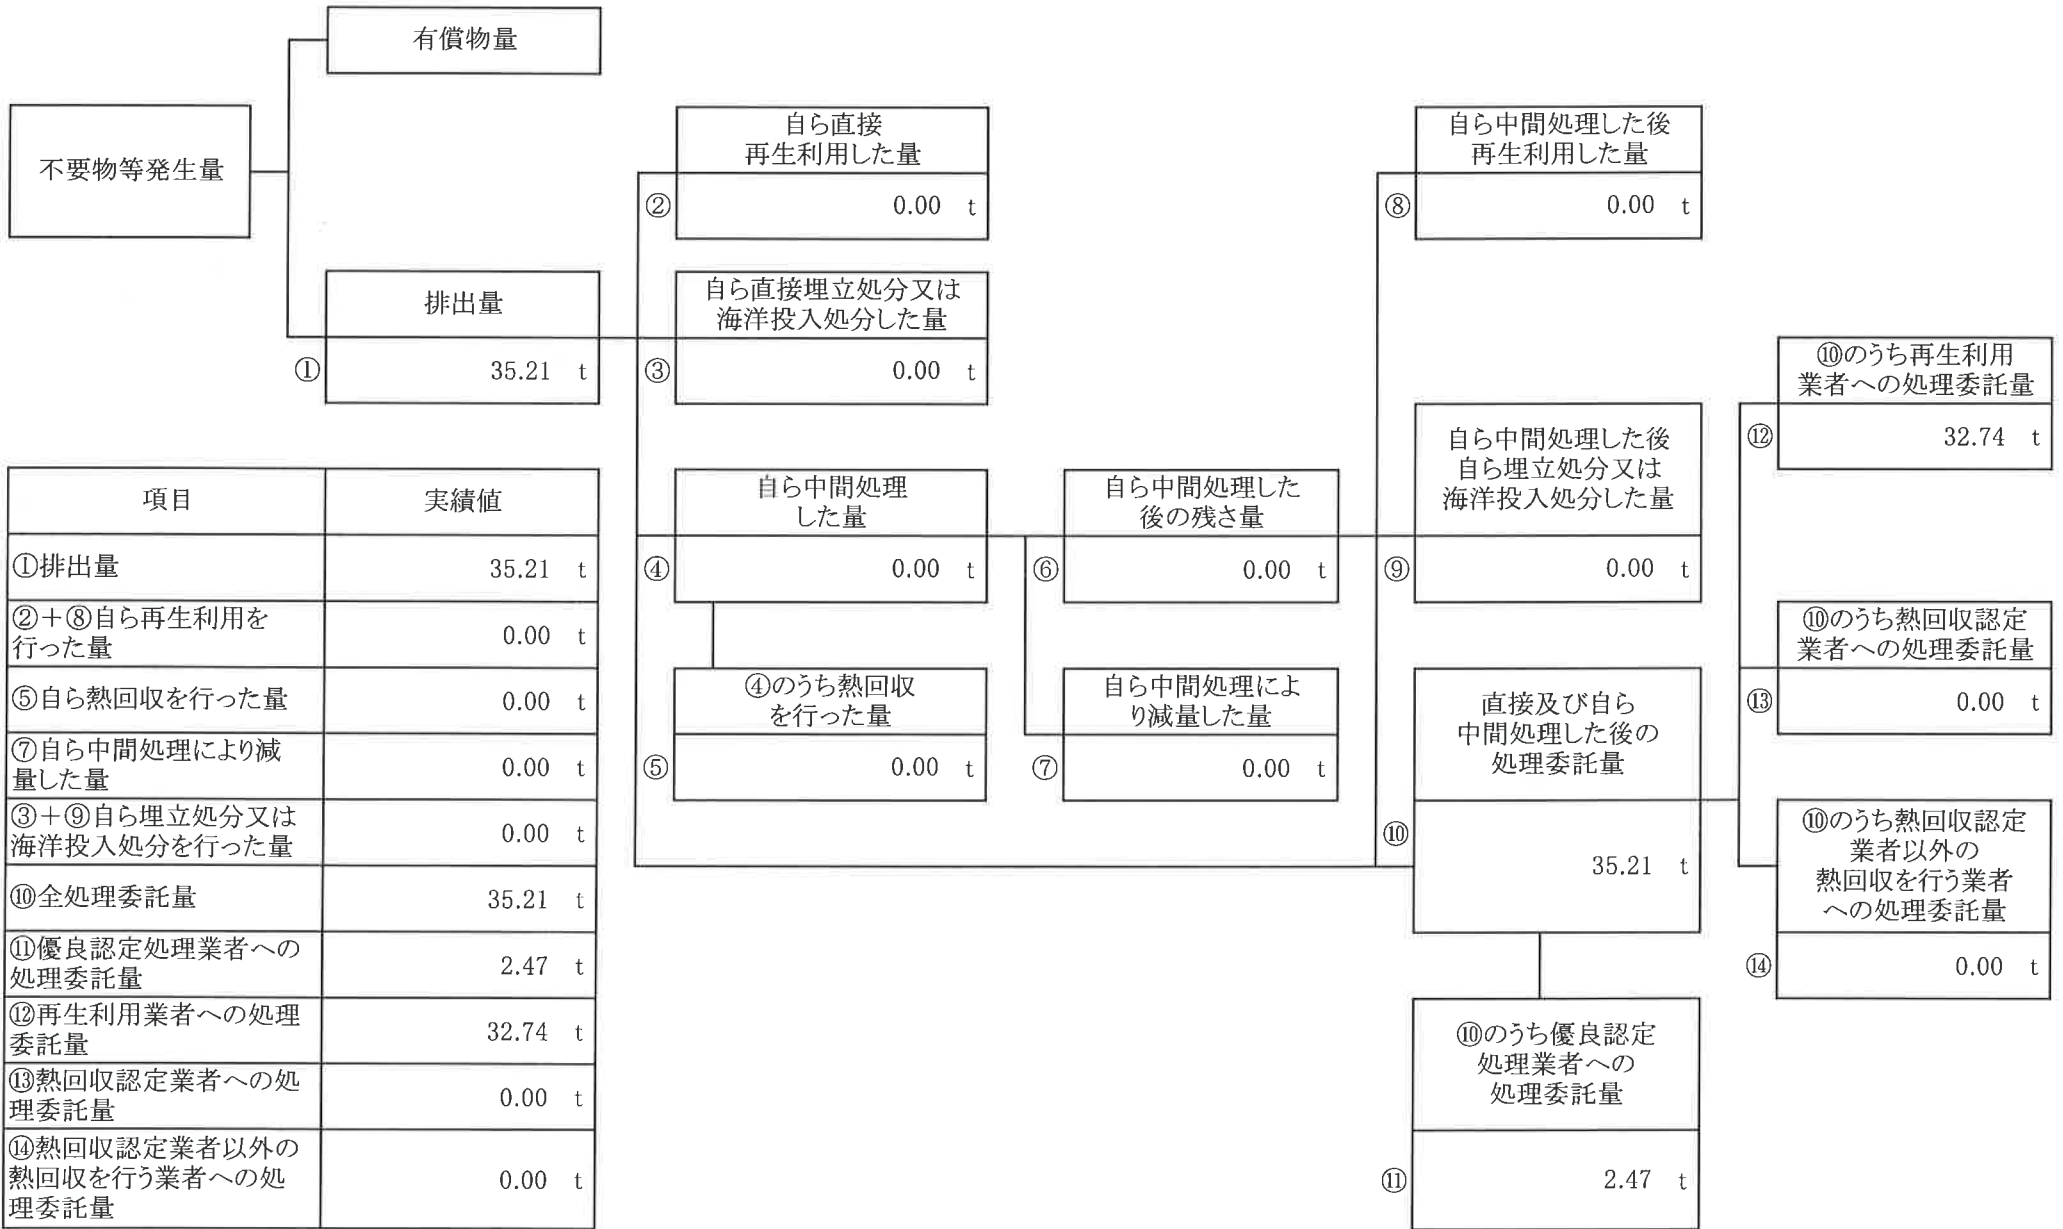 有償物量
不要物等発生量
排出量
① 35.21 t
自ら直接
再生利用した量
② 0.00 t
自ら直接埋立処分又は
海洋投入処分した量
③ 0.00 t
自ら中間処理
した量
④ 0.00 t
④のうち熱回収
を行った量
⑤ 0.00 t
自ら中間処理した
後の残さ量
⑥ 0.00 t
自ら中間処理によ
り減量した量
⑦ 0.00 t
自ら中間処理した後
再生利用した量
⑧ 0.00 t
自ら中間処理した後
自ら埋立処分又は
海洋投入処分した量
⑨ 0.00 t
直接及び自ら
中間処理した後の
処理委託量
⑩
35.21 t
⑩のうち優良認定
処理業者への
処理委託量
⑪ 2.47 t
⑩のうち再生利用
業者への処理委託量
⑫ 32.74 t
⑩のうち熱回収認定
業者への処理委託量
⑬ 0.00 t
⑩のうち熱回収認定
業者以外の
熱回収を行う業者
への処理委託量
⑭ 0.00 t
項目 実績値
①排出量 35.21 t
②+⑧自ら再生利用を
行った量 0.00 t
⑤自ら熱回収を行った量 0.00 t
⑦自ら中間処理により減
量した量 0.00 t
③+⑨自ら埋立処分又は
海洋投入処分を行った量 0.00 t
⑩全処理委託量 35.21 t
⑪優良認定処理業者への
処理委託量 2.47 t
⑫再生利用業者への処理
委託量 32.74 t
⑬熱回収認定業者への処
理委託量 0.00 t
⑭熱回収認定業者以外の
熱回収を行う業者への処
理委託量 0.00 t